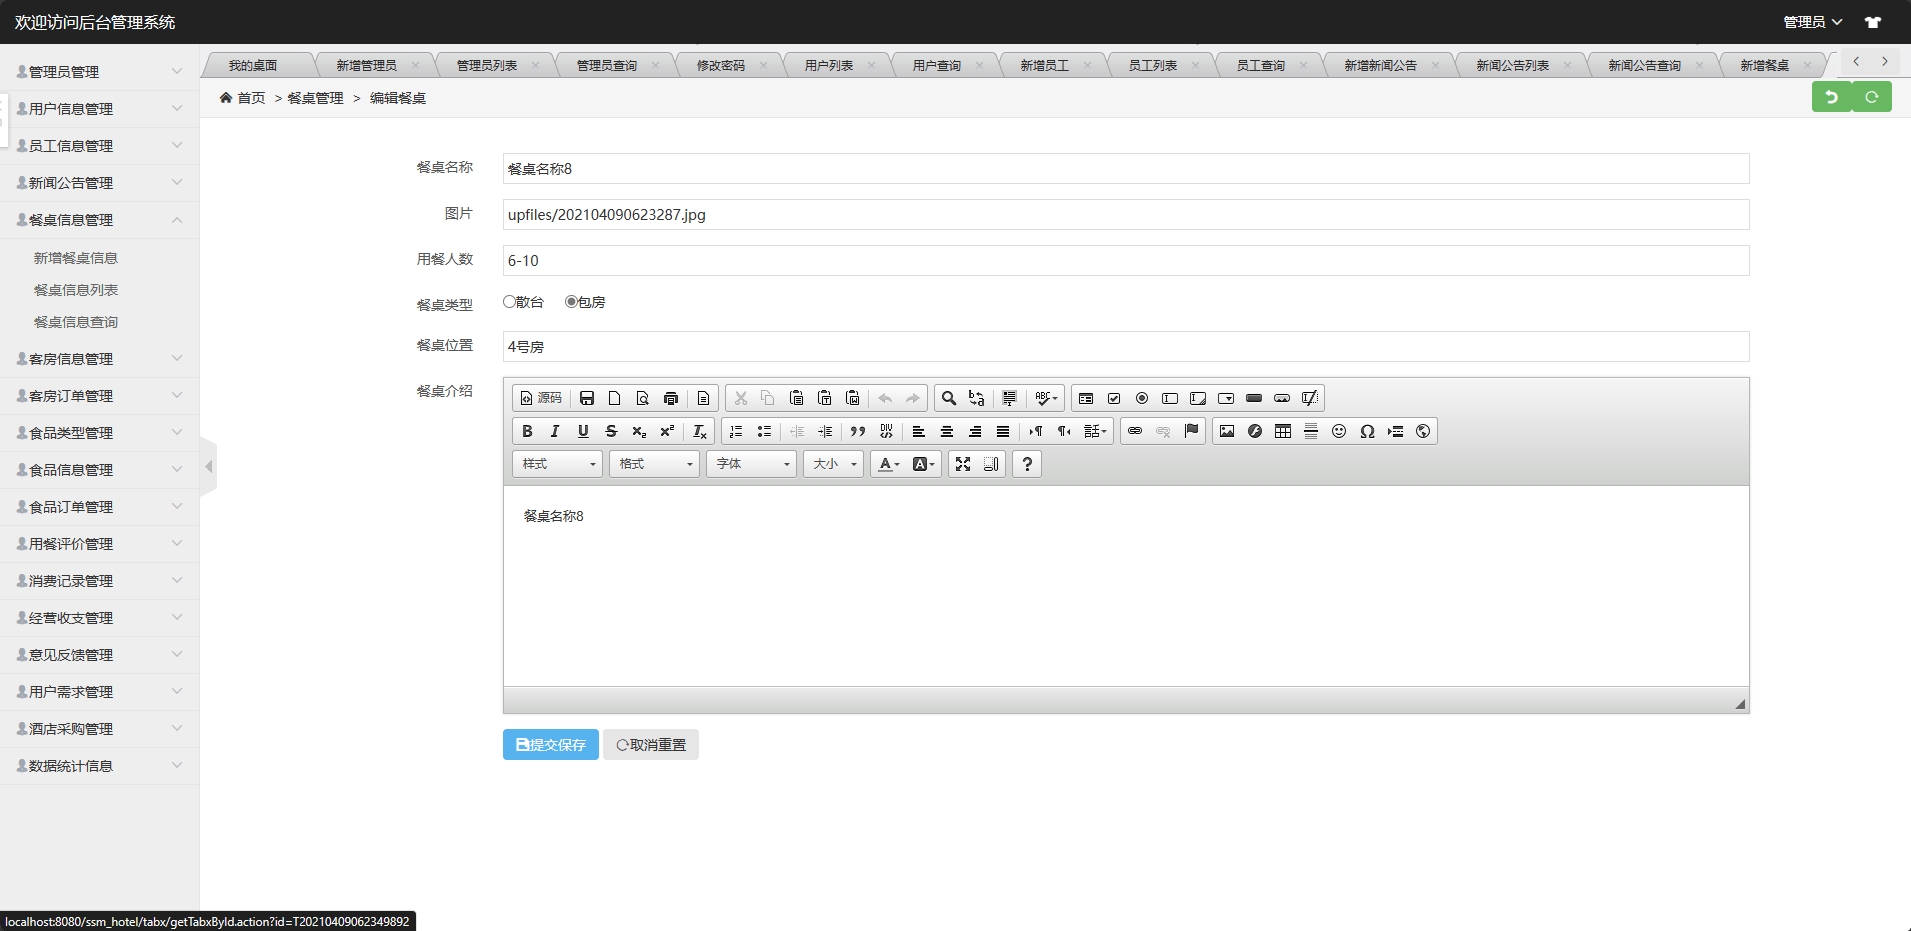 欢迎访问后台管理系统
管理员
我的桌面 新增管理员 管理员列表 管理员查询 修改密码 用户列表 用户查询 新增员工 员工列表 员工查询 新增新闻公告 新闻公告列表 新闻公告查询 新增餐桌
首页 > 餐桌管理 > 编辑餐桌
管理员管理
用户信息管理
员工信息管理
新闻公告管理
餐桌信息管理
新增餐桌信息
餐桌信息列表
餐桌信息查询
客房信息管理
客房订单管理
食品类型管理
食品信息管理
食品订单管理
用餐评价管理
消费记录管理
经营收支管理
意见反馈管理
用户需求管理
酒店采购管理
数据统计信息
餐桌名称 餐桌名称8
图片 upfiles/202104090623287.jpg
用餐人数 6-10
餐桌类型 散台 包房
餐桌位置 4号房
餐桌介绍
源码
样式 格式 字体 大小
餐桌名称8
提交保存 取消重置
localhost:8080/ssm_hotel/tabx/getTabxById.action?id=T20210409062349892